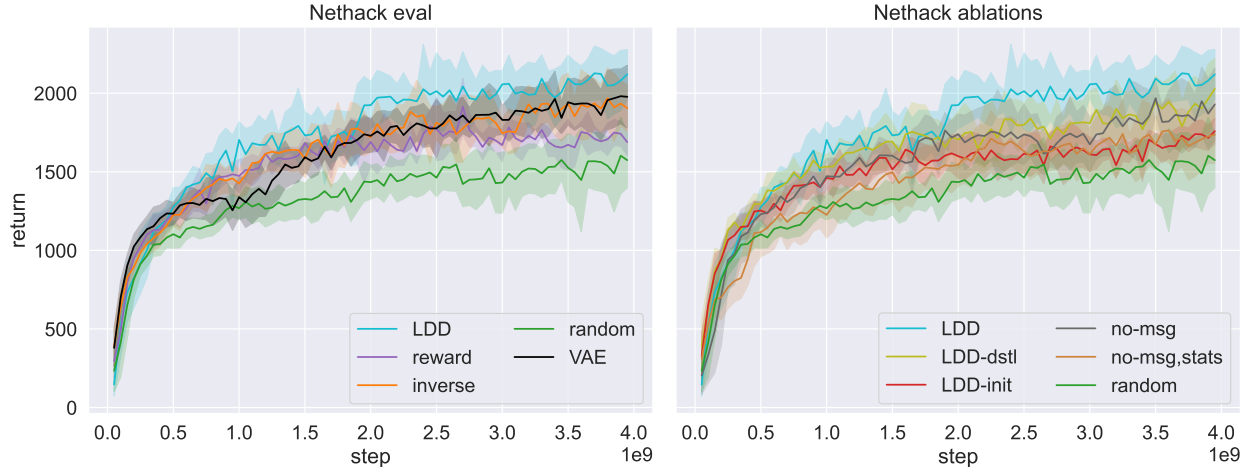 Nethack eval
Nethack ablations
return
2000
1500
1000
500
0
LDD
reward
inverse
random
VAE
LDD
LDD-dstl
LDD-init
no-msg
no-msg,stats
random
0.0 0.5 1.0 1.5 2.0 2.5 3.0 3.5 4.0
step
1e9
0.0 0.5 1.0 1.5 2.0 2.5 3.0 3.5 4.0
step
1e9